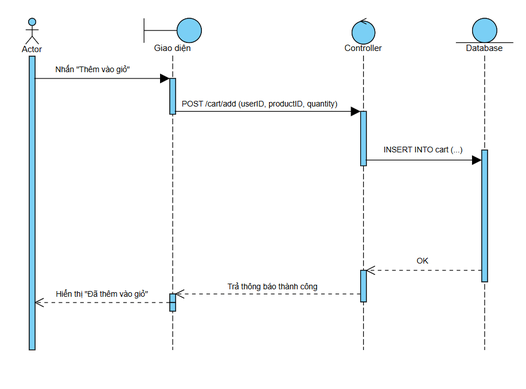 Actor
Giao diện
Controller
Database
Nhấn "Thêm vào giỏ"
POST /cart/add (userID, productID, quantity)
INSERT INTO cart (...)
OK
Trả thông báo thành công
Hiển thị "Đã thêm vào giỏ"